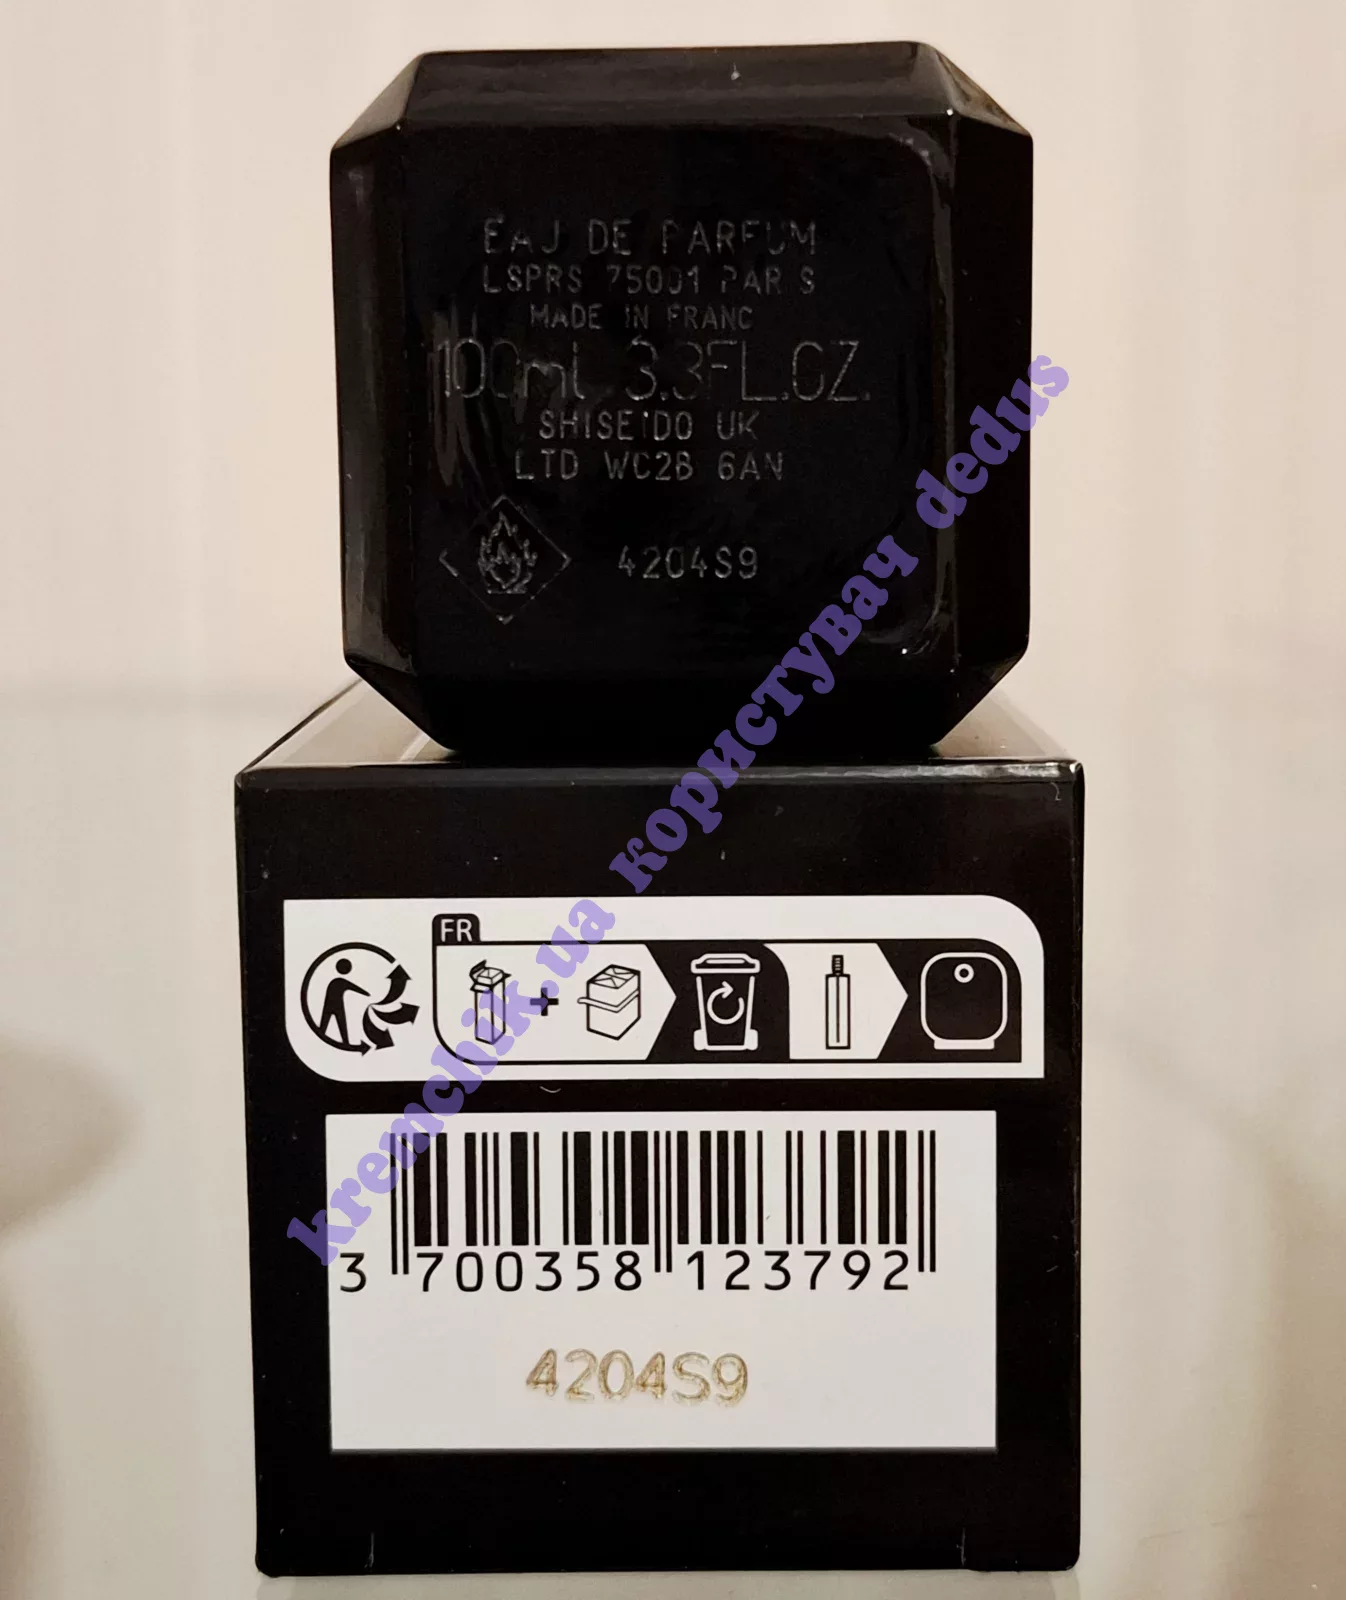 EAU DE PARFUM
LSPRS 75001 PARIS
MADE IN FRANC
100ml 3.3FL.OZ.
SHISEIDO UK
LTD WC2B 6AN
4204S9
FR
3 700358 123792
4204S9
kremchik.ua користувач dedus